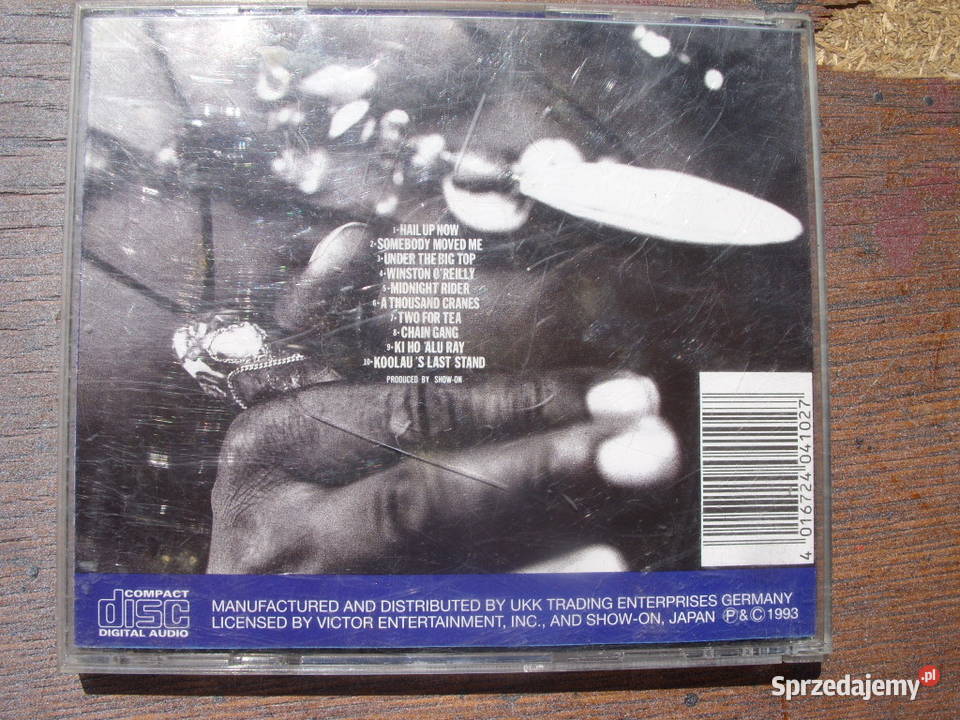 1-HAIL UP NOW
2-SOMEBODY MOVED ME
3-UNDER THE BIG TOP
4-WINSTON O'REILLY
5-MIDNIGHT RIDER
6-A THOUSAND CRANES
7-TWO FOR TEA
8-CHAIN GANG
9-KI HO 'ALU RAY
10-KOOLAU 'S LAST STAND
PRODUCED BY SHOW-ON
4 016724 041027
COMPACT
disc
DIGITAL AUDIO
MANUFACTURED AND DISTRIBUTED BY UKK TRADING ENTERPRISES GERMANY
LICENSED BY VICTOR ENTERTAINMENT, INC., AND SHOW-ON, JAPAN ℗ & © 1993
Sprzedajemy.pl